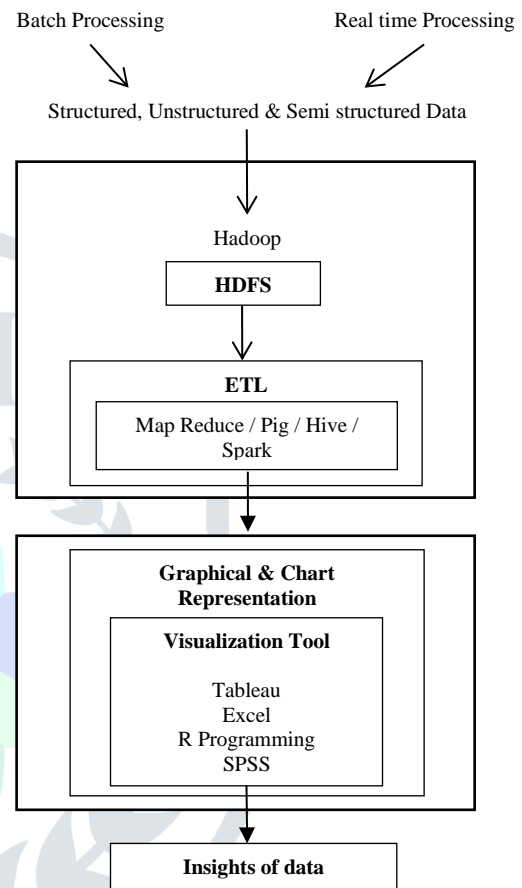 Batch Processing
Real time Processing
Structured, Unstructured & Semi structured Data
Hadoop
HDFS
ETL
Map Reduce / Pig / Hive /
Spark
Graphical & Chart
Representation
Visualization Tool
Tableau
Excel
R Programming
SPSS
Insights of data